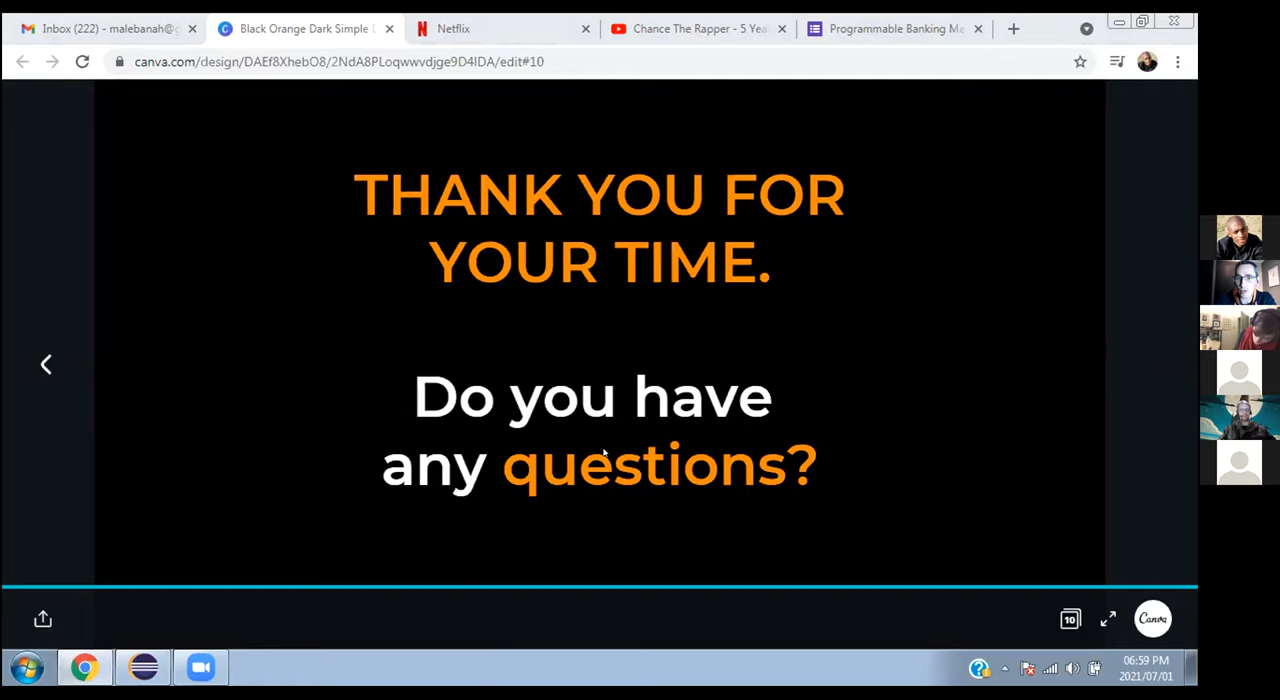 Inbox (222) - malebanah@g
Black Orange Dark Simple D
Netflix
Chance The Rapper - 5 Yea
Programmable Banking Me
canva.com/design/DAEf8XhebO8/2NdA8PLoqwwvdjge9D4IDA/edit#10
THANK YOU FOR
YOUR TIME.
Do you have
any questions?
10
Canva
06:59 PM
2021/07/01